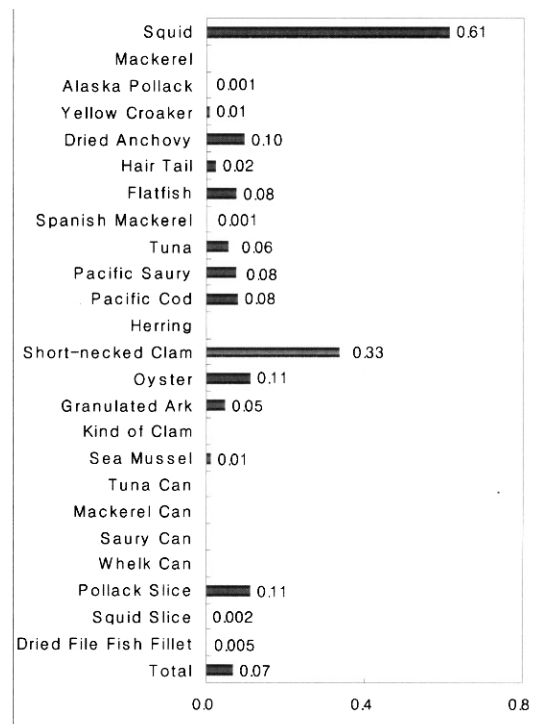 Squid 0.61
Mackerel
Alaska Pollack 0.001
Yellow Croaker 0.01
Dried Anchovy 0.10
Hair Tail 0.02
Flatfish 0.08
Spanish Mackerel 0.001
Tuna 0.06
Pacific Saury 0.08
Pacific Cod 0.08
Herring
Short-necked Clam 0.33
Oyster 0.11
Granulated Ark 0.05
Kind of Clam
Sea Mussel 0.01
Tuna Can
Mackerel Can
Saury Can
Whelk Can
Pollack Slice 0.11
Squid Slice 0.002
Dried File Fish Fillet 0.005
Total 0.07
0.0 0.4 0.8